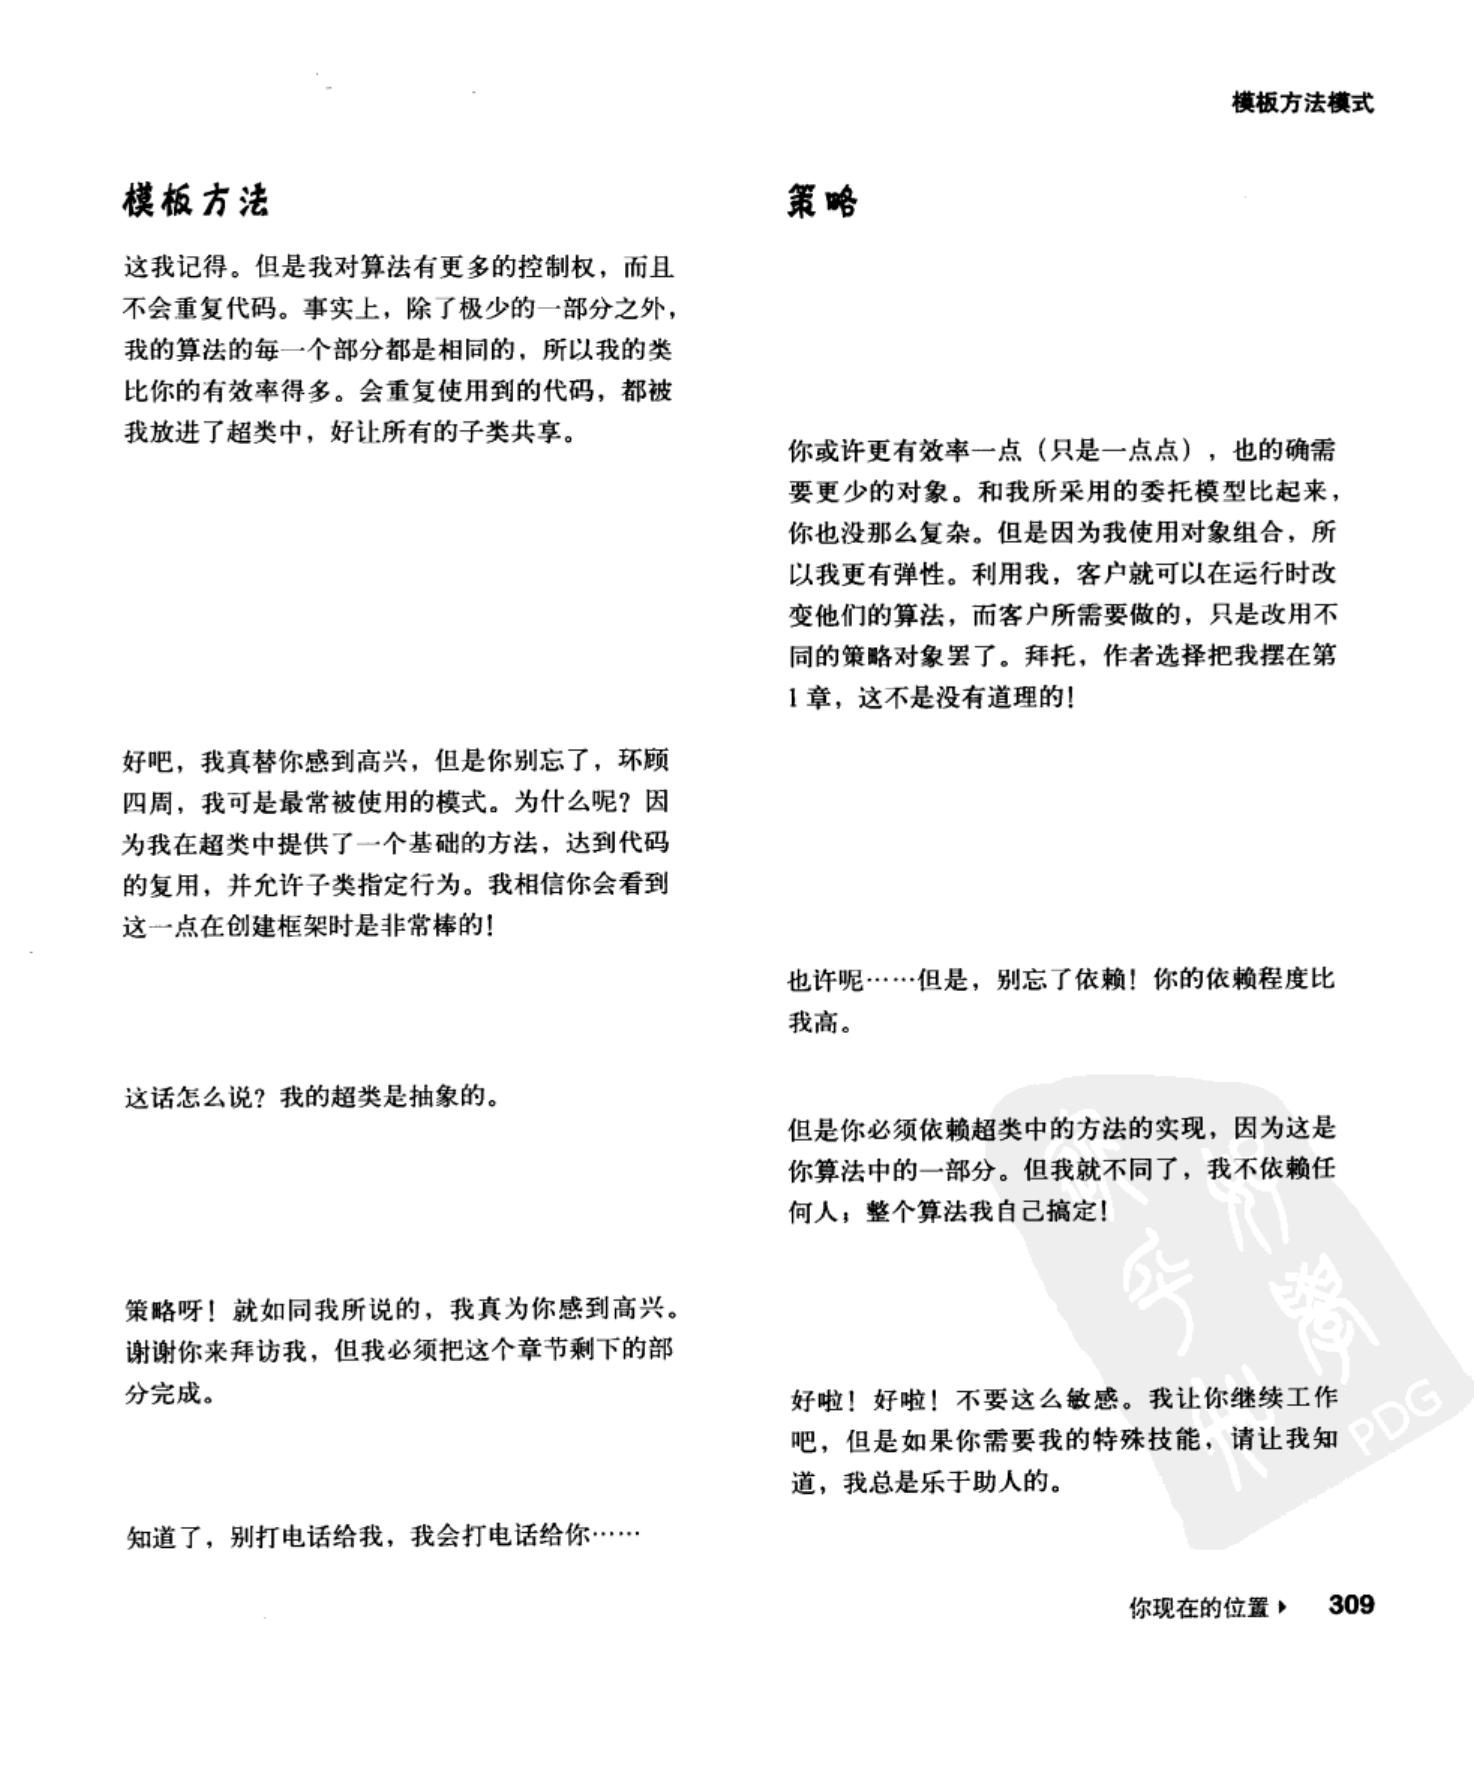 模板方法模式
模板方法
这我记得。但是我对算法有更多的控制权，而且
不会重复代码。事实上，除了极少的一部分之外，
我的算法的每一个部分都是相同的，所以我的类
比你的有效率得多。会重复使用到的代码，都被
我放进了超类中，好让所有的子类共享。
策略
你或许更有效率一点（只是一点点），也的确需
要更少的对象。和我所采用的委托模型比起来，
你也没那么复杂。但是因为我使用对象组合，所
以我更有弹性。利用我，客户就可以在运行时改
变他们的算法，而客户所需要做的，只是改用不
同的策略对象罢了。拜托，作者选择把我摆在第
1 章，这不是没有道理的！
好吧，我真替你感到高兴，但是你别忘了，环顾
四周，我可是最常被使用的模式。为什么呢？因
为我在超类中提供了一个基础的方法，达到代码
的复用，并允许子类指定行为。我相信你会看到
这一点在创建框架时是非常棒的！
也许呢……但是，别忘了依赖！你的依赖程度比
我高。
这话怎么说？我的超类是抽象的。
但是你必须依赖超类中的方法的实现，因为这是
你算法中的一部分。但我就不同了，我不依赖任
何人；整个算法我自己搞定！
策略呀！就如同我所说的，我真为你感到高兴。
谢谢你来拜访我，但我必须把这个章节剩下的部
分完成。
好啦！好啦！不要这么敏感。我让你继续工作
吧，但是如果你需要我的特殊技能，请让我知
道，我总是乐于助人的。
知道了，别打电话给我，我会打电话给你……
PDG
你现在的位置 ▸ 309